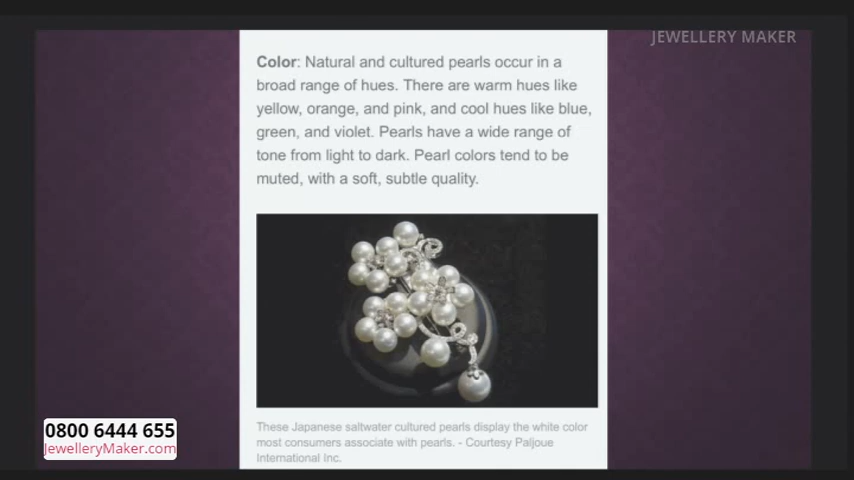 JEWELLERY MAKER
Color: Natural and cultured pearls occur in a
broad range of hues. There are warm hues like
yellow, orange, and pink, and cool hues like blue,
green, and violet. Pearls have a wide range of
tone from light to dark. Pearl colors tend to be
muted, with a soft, subtle quality.
These Japanese saltwater cultured pearls display the white color
most consumers associate with pearls. - Courtesy Paljoue
International Inc.
0800 6444 655
JewelleryMaker.com